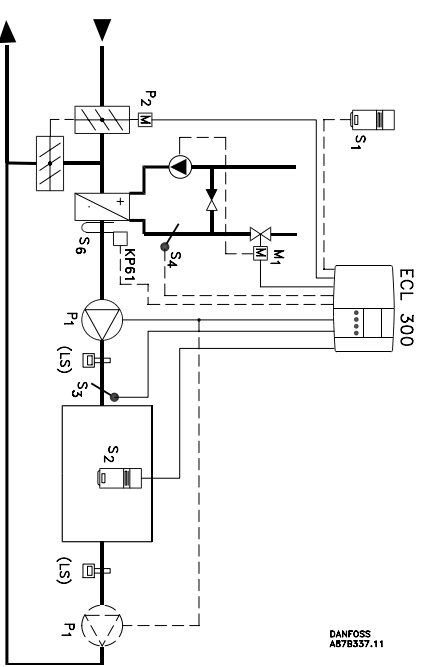 P2
M
S1
ECL 300
S6
KP61
S4
M1
M
P1
(LS)
S3
S2
(LS)
P1
DANFOSS
A87B337.11